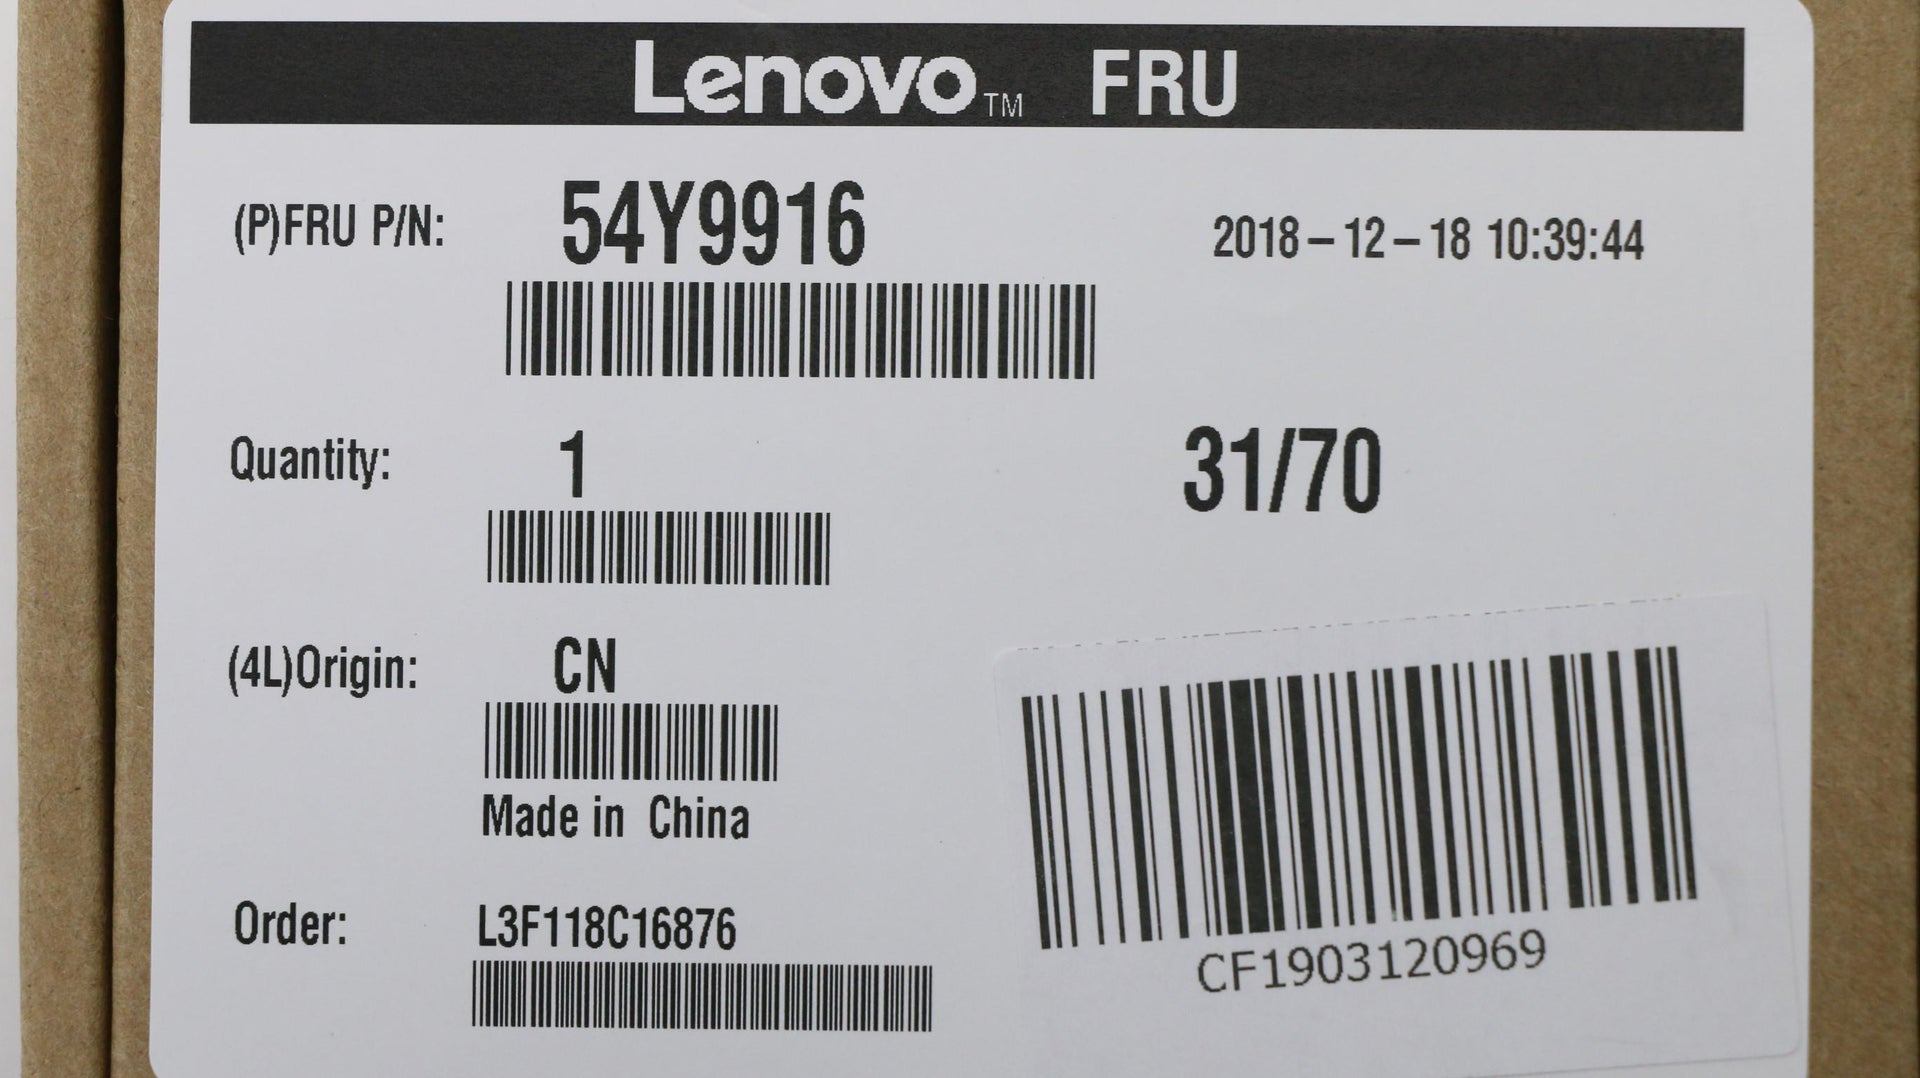 Lenovo™ FRU
(P)FRU P/N: 54Y9916 2018-12-18 10:39:44
Quantity: 1 31/70
(4L)Origin: CN
Made in China
Order: L3F118C16876
CF1903120969